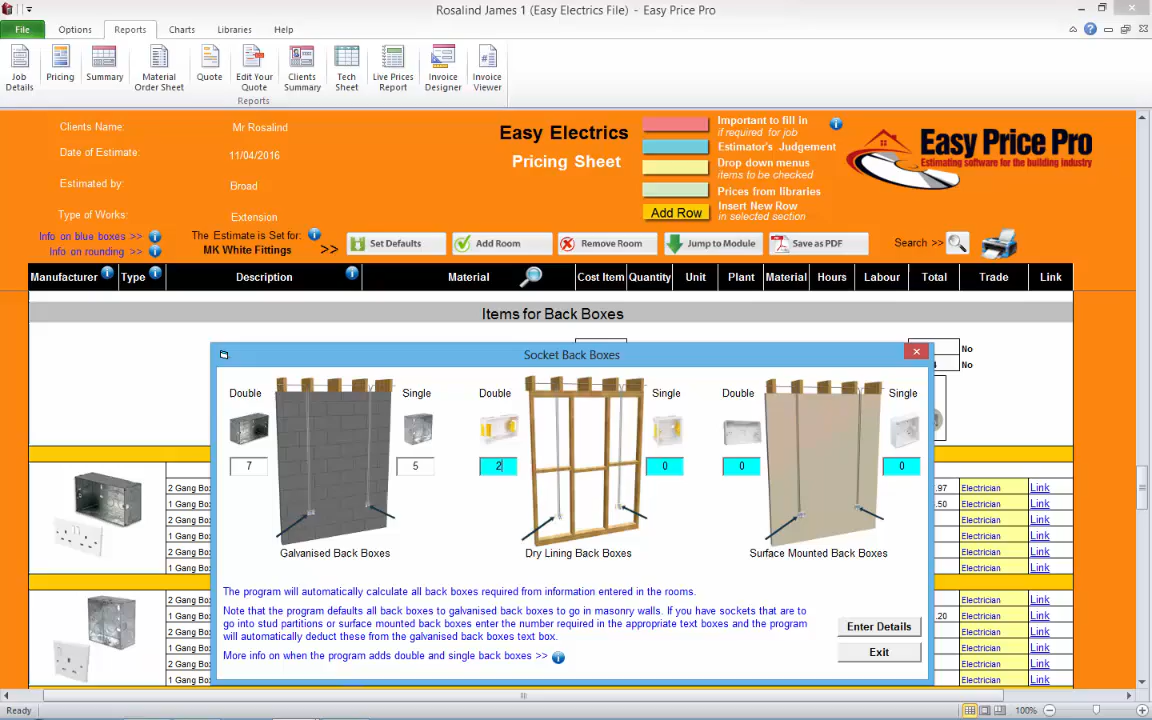 Rosalind James 1 (Easy Electrics File) - Easy Price Pro
File Options Reports Charts Libraries Help
Job Details
Pricing
Summary
Material Order Sheet
Quote
Edit Your Quote
Clients Summary
Tech Sheet
Live Prices Report
Invoice Designer
Invoice Viewer
Reports
Clients Name: Mr Rosalind
Date of Estimate: 11/04/2016
Estimated by: Broad
Type of Works: Extension
Easy Electrics
Pricing Sheet
Important to fill in
if required for job
Estimator's Judgement
Drop down menus
items to be checked
Prices from libraries
Add Row
Insert New Row
in selected section
Easy Price Pro
Estimating software for the building industry
Info on blue boxes >>
Info on rounding >>
The Estimate is Set for:
MK White Fittings >>
Set Defaults
Add Room
Remove Room
Jump to Module
Save as PDF
Search >>
Manufacturer Type Description Material Cost Item Quantity Unit Plant Material Hours Labour Total Trade Link
Items for Back Boxes
No
No
Socket Back Boxes
Double Single Double Single Double Single
7 5 2 0 0 0
Galvanised Back Boxes
Dry Lining Back Boxes
Surface Mounted Back Boxes
The program will automatically calculate all back boxes required from information entered in the rooms.
Note that the program defaults all back boxes to galvanised back boxes to go in masonry walls. If you have sockets that are to
go into stud partitions or surface mounted back boxes enter the number required in the appropriate text boxes and the program
will automatically deduct these from the galvanised back boxes text box.
More info on when the program adds double and single back boxes >>
Enter Details
Exit
2 Gang Bo .97 Electrician Link
1 Gang Bo .50 Electrician Link
2 Gang Bo Electrician Link
1 Gang Bo Electrician Link
2 Gang Bo Electrician Link
1 Gang Bo Electrician Link
2 Gang Bo Electrician Link
1 Gang Bo .20 Electrician Link
2 Gang Bo Electrician Link
1 Gang Bo Electrician Link
2 Gang Bo Electrician Link
1 Gang Bo Electrician Link
Ready
100%